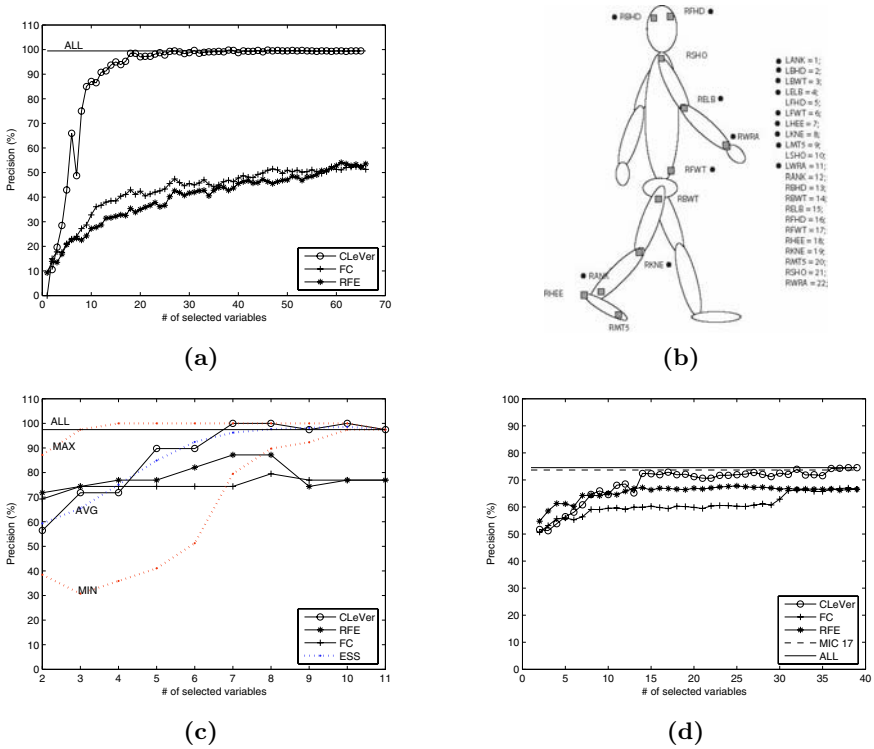 110
100
90
80
70
60
50
40
30
20
10
0
ALL
Precision (%)
CLeVer
FC
RFE
0 10 20 30 40 50 60 70
# of selected variables
(a)
RBHD
RFHD
RSHO
RELB
RWRA
RFWT
RBWT
RKNE
RANK
RHEE
RMT5
LANK = 1;
LBHD = 2;
LBWT = 3;
LELB = 4;
LFHD = 5;
LFWT = 6;
LHEE = 7;
LKNE = 8;
LMT5 = 9;
LSHO = 10;
LWRA = 11;
RANK = 12;
RBHD = 13;
RBWT = 14;
RELB = 15;
RFHD = 16;
RFWT = 17;
RHEE = 18;
RKNE = 19;
RMT5 = 20;
RSHO = 21;
RWRA = 22;
(b)
110
100
90
80
70
60
50
40
30
20
10
0
ALL
MAX
AVG
MIN
Precision (%)
CLeVer
RFE
FC
ESS
2 3 4 5 6 7 8 9 10 11
# of selected variables
(c)
100
90
80
70
60
50
40
30
20
10
0
Precision (%)
CLeVer
FC
RFE
MIC 17
ALL
0 5 10 15 20 25 30 35 40
# of selected variables
(d)